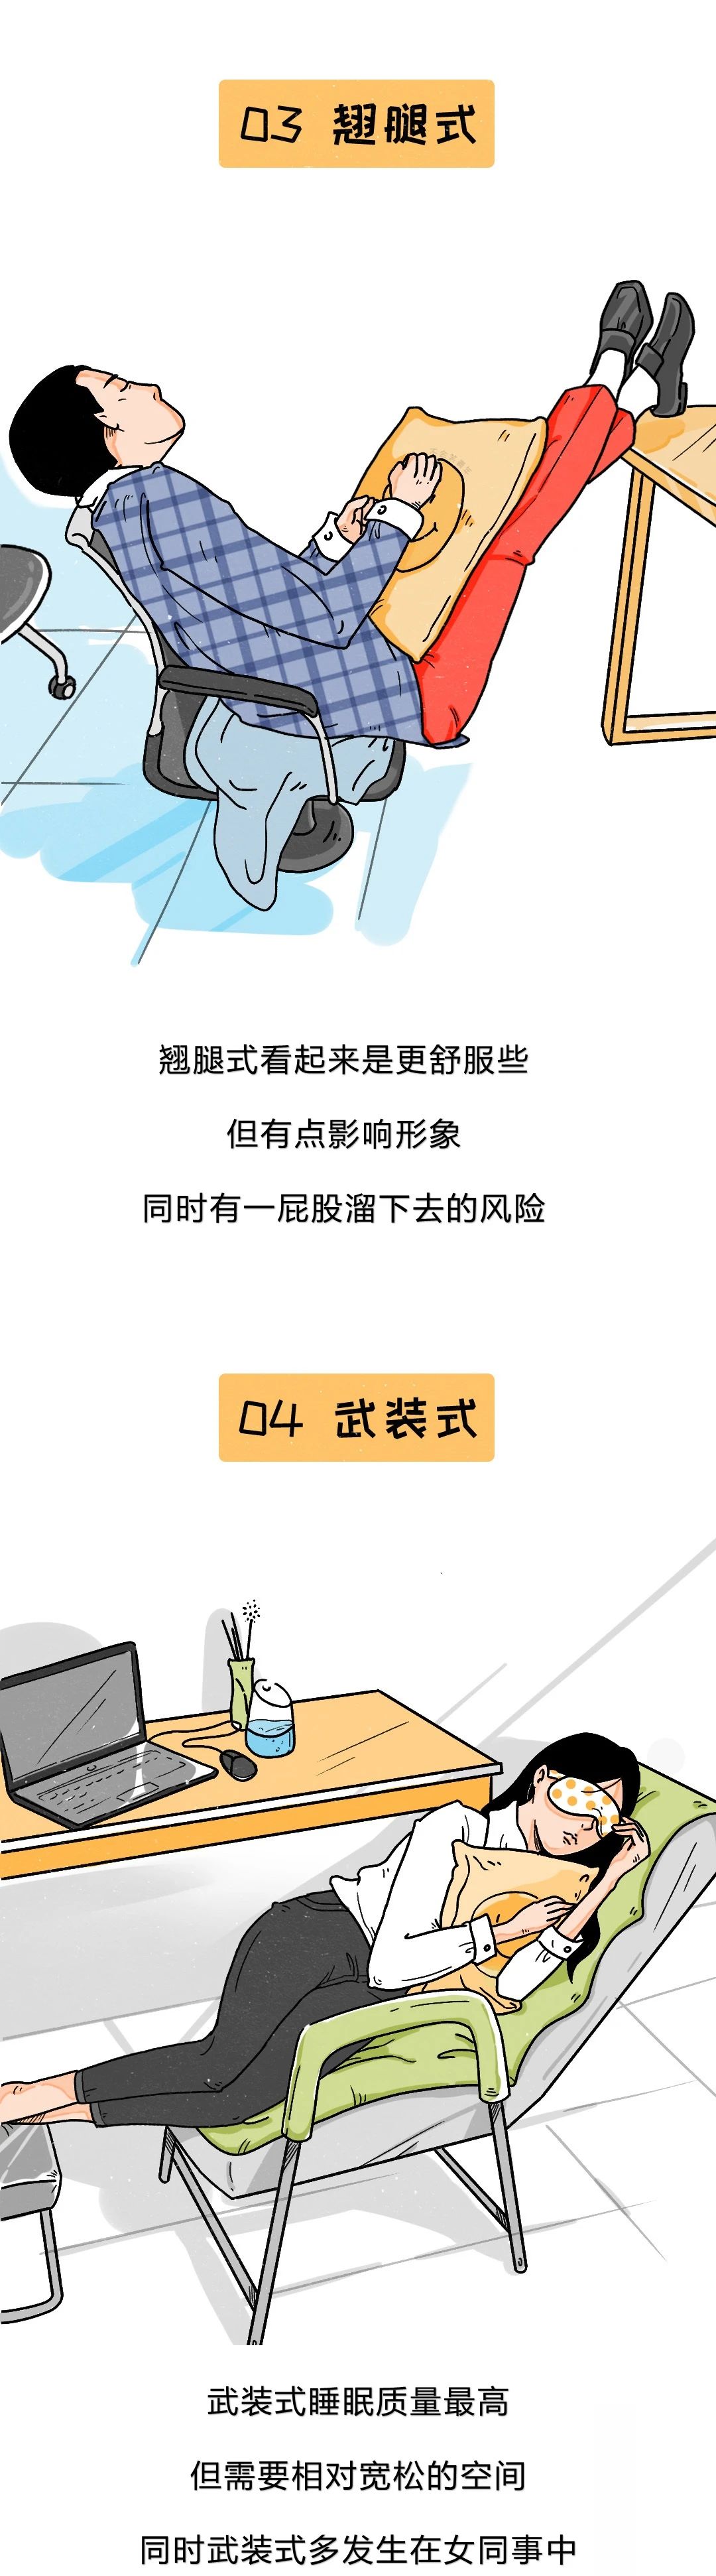 03 翘腿式
翘腿式看起来是更舒服些
但有点影响形象
同时有一屁股溜下去的风险
04 武装式
武装式睡眠质量最高
但需要相对宽松的空间
同时武装式多发生在女同事中